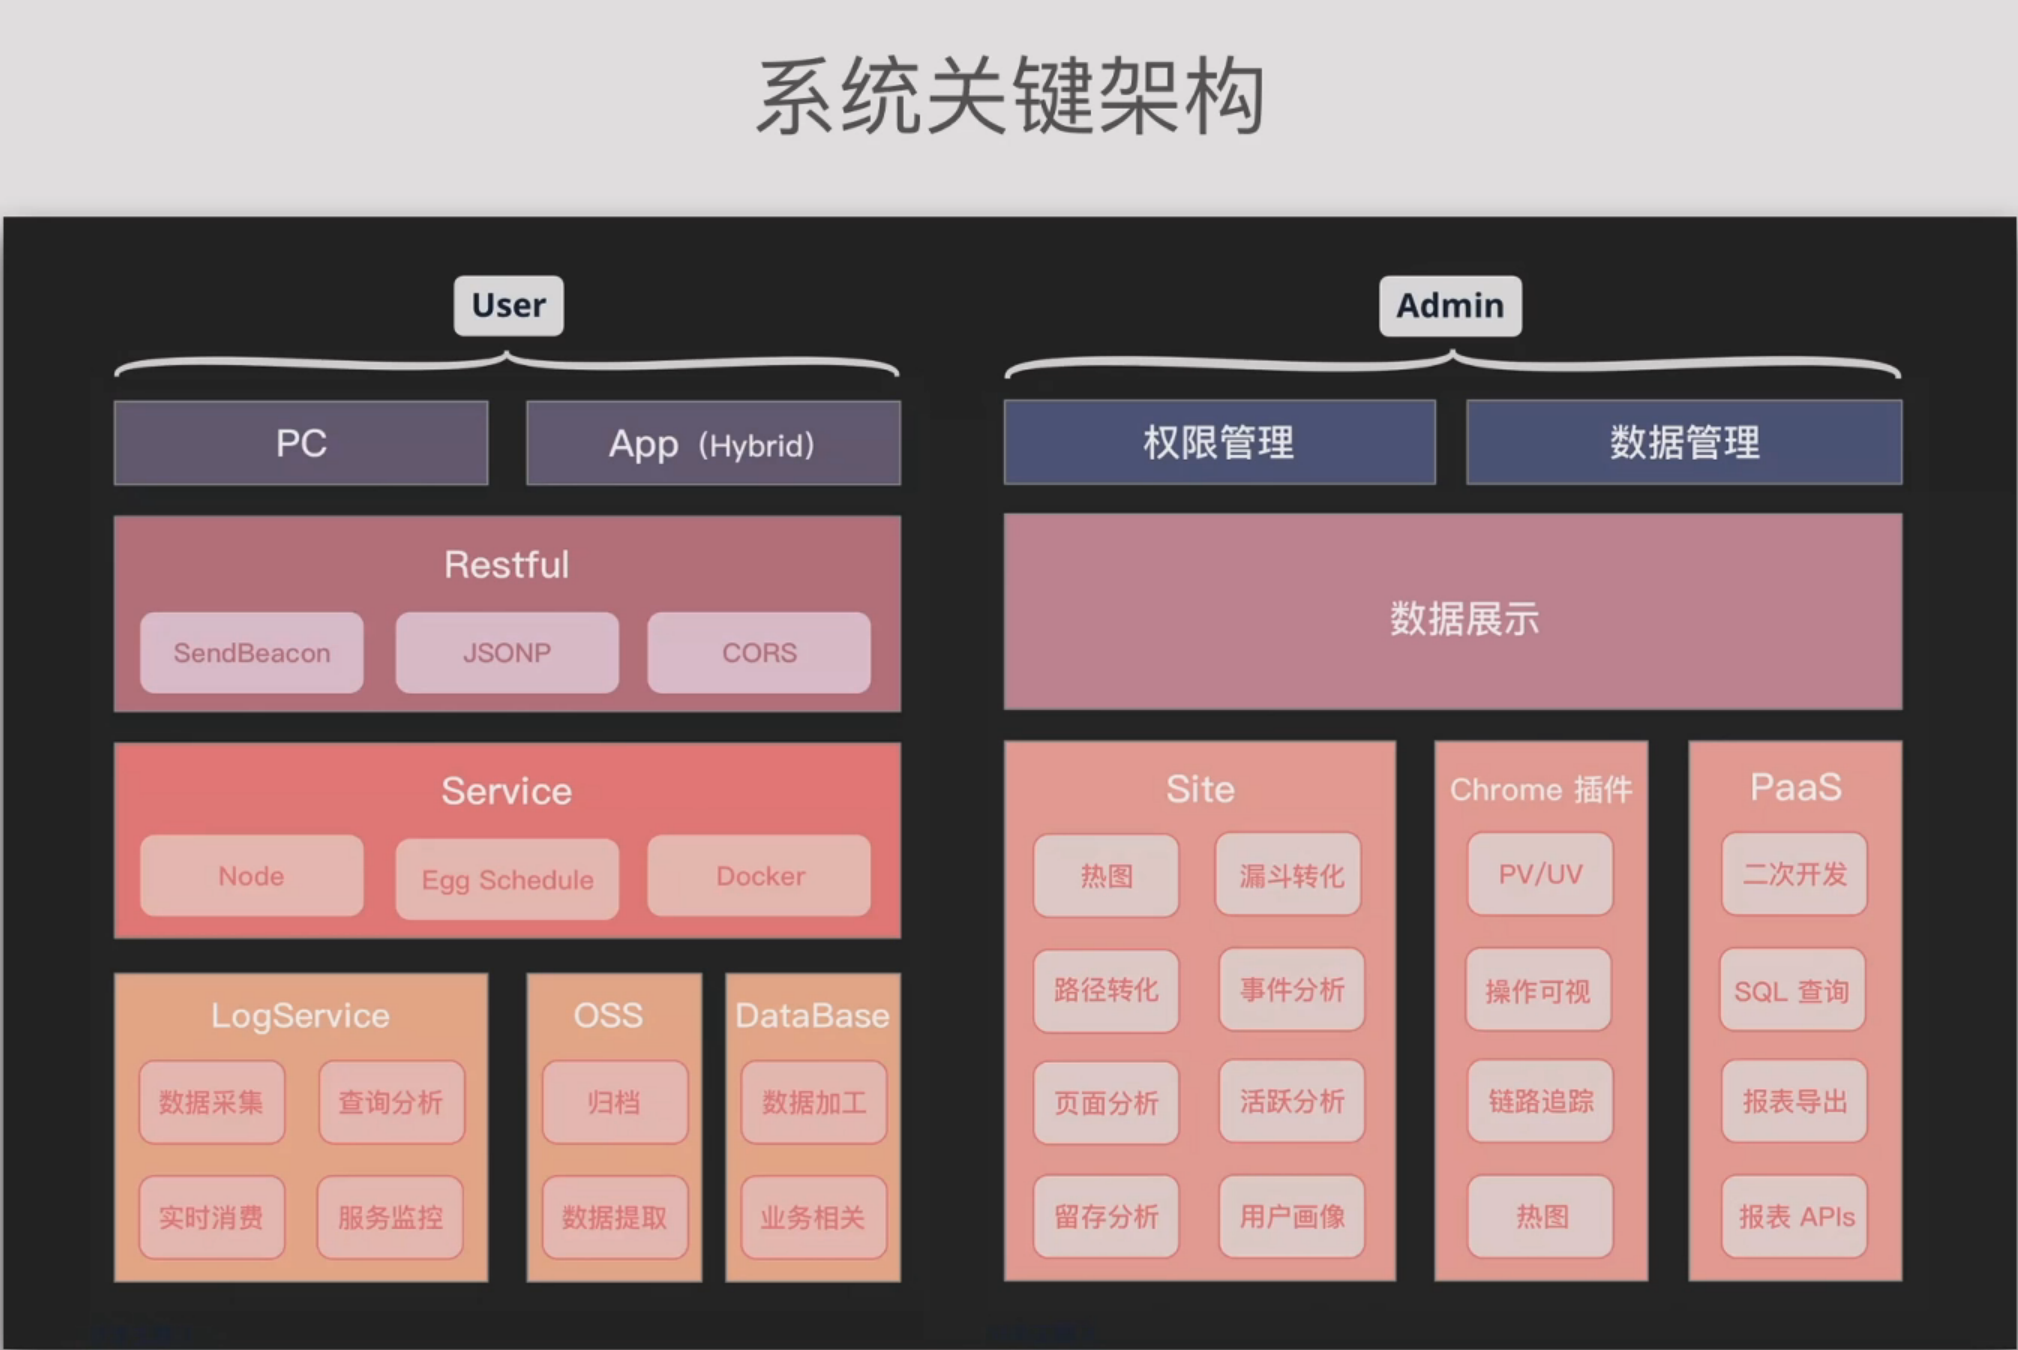 系统关键架构
User
PC
App（Hybrid）
Restful
SendBeacon
JSONP
CORS
Service
Node
Egg Schedule
Docker
LogService
数据采集
查询分析
实时消费
服务监控
OSS
归档
数据提取
DataBase
数据加工
业务相关
Admin
权限管理
数据管理
数据展示
Site
热图
漏斗转化
路径转化
事件分析
页面分析
活跃分析
留存分析
用户画像
Chrome 插件
PV/UV
操作可视
链路追踪
热图
PaaS
二次开发
SQL 查询
报表导出
报表 APIs